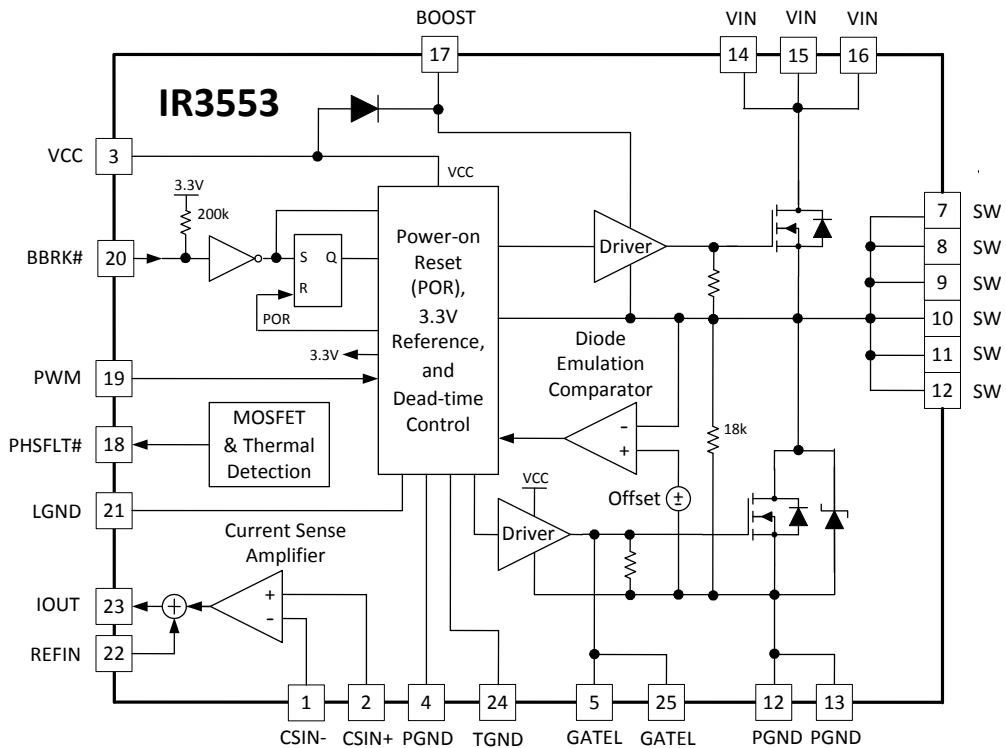 BOOST
VIN
VIN
VIN
17
14
15
16
IR3553
VCC
3
VCC
3.3V
200k
BBRK#
20
S
Q
R
POR
3.3V
Power-on
Reset
(POR),
3.3V
Reference,
and
Dead-time
Control
Driver
7
SW
8
SW
9
SW
10
SW
11
SW
12
SW
Diode
Emulation
Comparator
-
+
18k
Offset
±
PWM
19
PHSFLT#
18
MOSFET
& Thermal
Detection
LGND
21
VCC
Driver
Current Sense
Amplifier
+
-
IOUT
23
+
REFIN
22
1
2
4
24
5
25
12
13
CSIN-
CSIN+
PGND
TGND
GATEL
GATEL
PGND
PGND